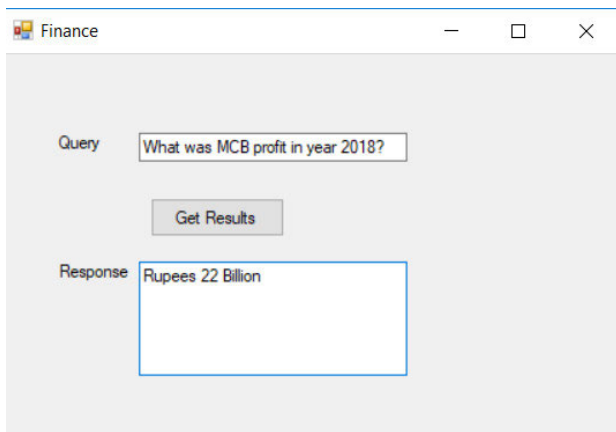 Finance
Query What was MCB profit in year 2018?
Get Results
Response Rupees 22 Billion